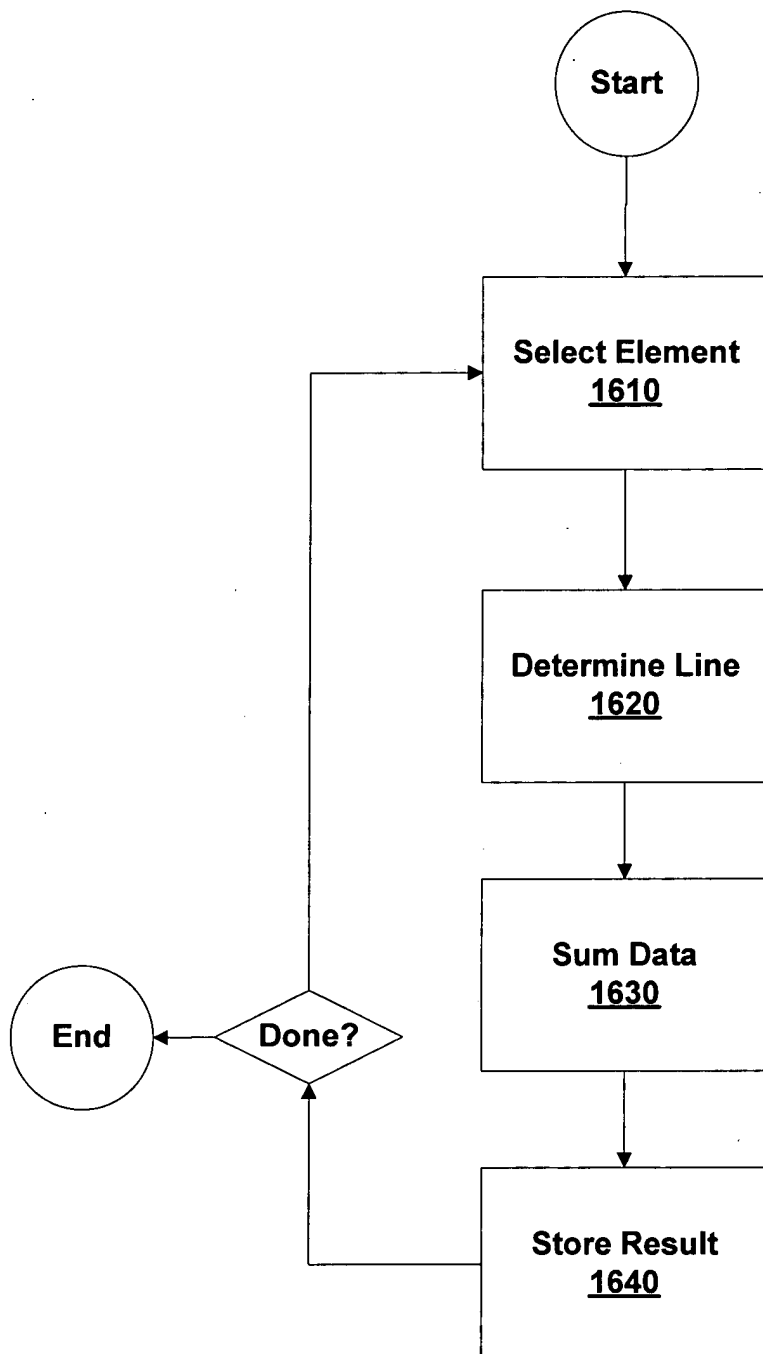 Start
Select Element
1610
Determine Line
1620
Sum Data
1630
End
Done?
Store Result
1640